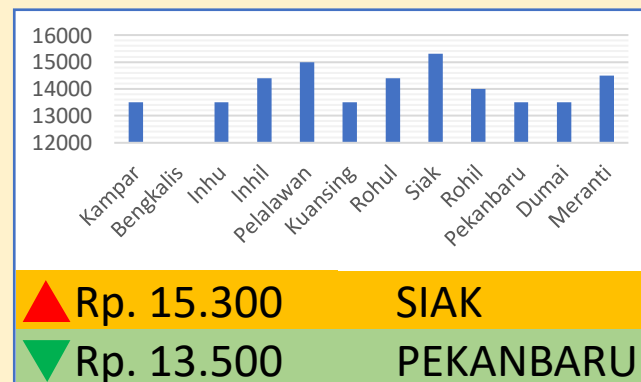 16000
15000
14000
13000
12000
Kampar
Bengkalis
Inhu
Inhil
Pelalawan
Kuansing
Rohul
Siak
Rohil
Pekanbaru
Dumai
Meranti
Rp. 15.300 SIAK
Rp. 13.500 PEKANBARU